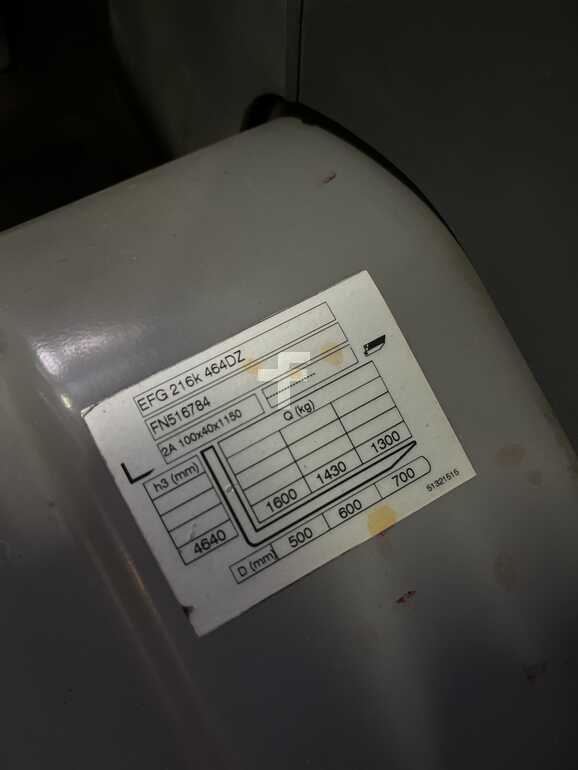 EFG 216k 464DZ
FN516784
2A 100x40x1150
Q (kg)
h3 (mm)
4640 1600 1430 1300
D (mm) 500 600 700
51321515